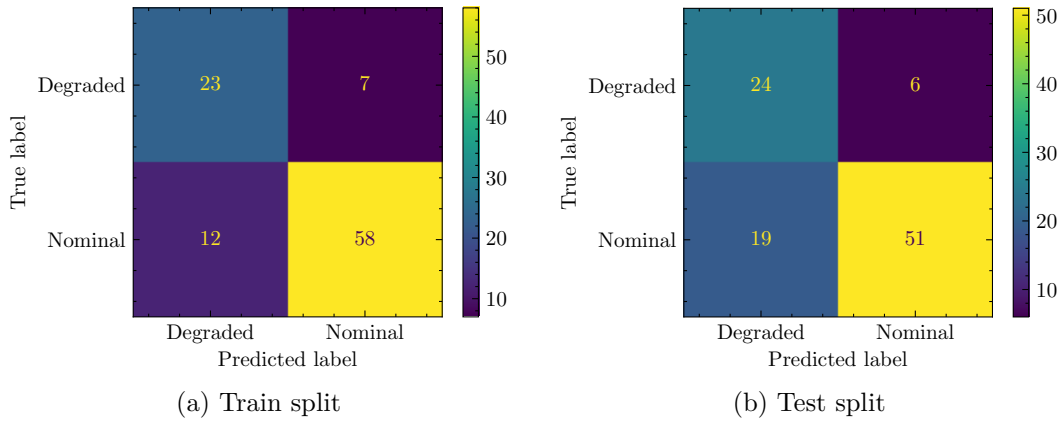 Degraded
Nominal
True label
23
7
12
58
Degraded
Nominal
Predicted label
50
40
30
20
10
(a) Train split
Degraded
Nominal
True label
24
6
19
51
Degraded
Nominal
Predicted label
50
40
30
20
10
(b) Test split